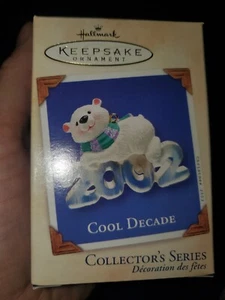 Hallmark
KEEPSAKE
ORNAMENT
2002
COOL DECADE
COLLECTOR'S SERIES
Décoration des fêtes